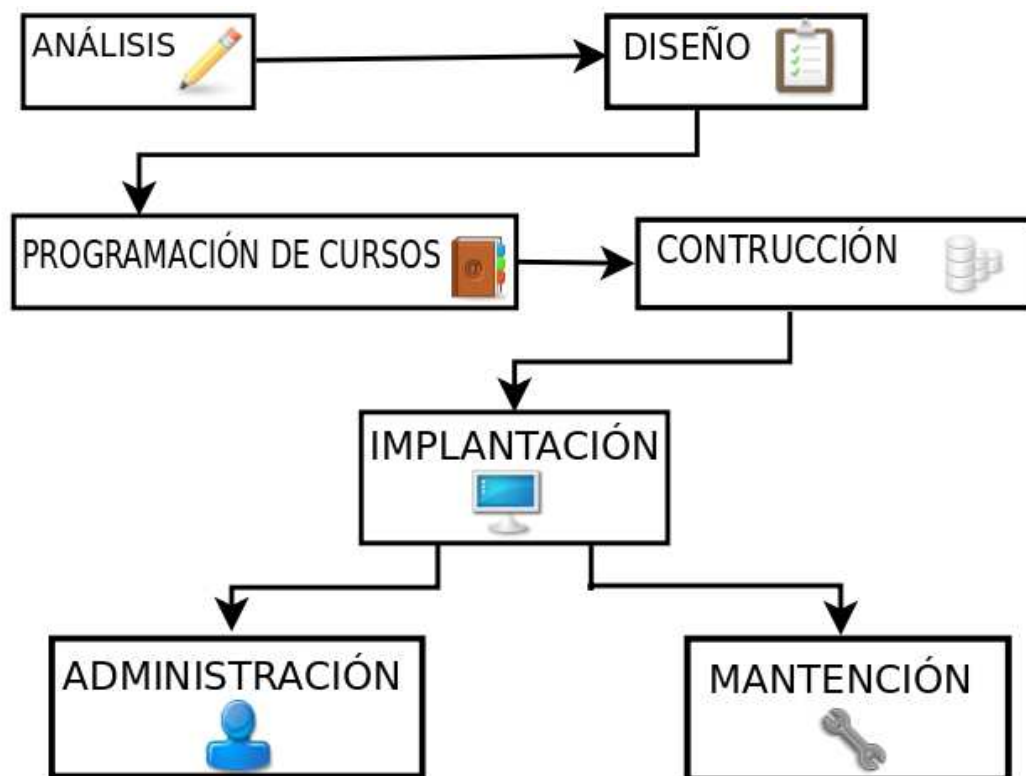 ANÁLISIS
DISEÑO
PROGRAMACIÓN DE CURSOS
@
CONTRUCCIÓN
IMPLANTACIÓN
ADMINISTRACIÓN
MANTENCIÓN